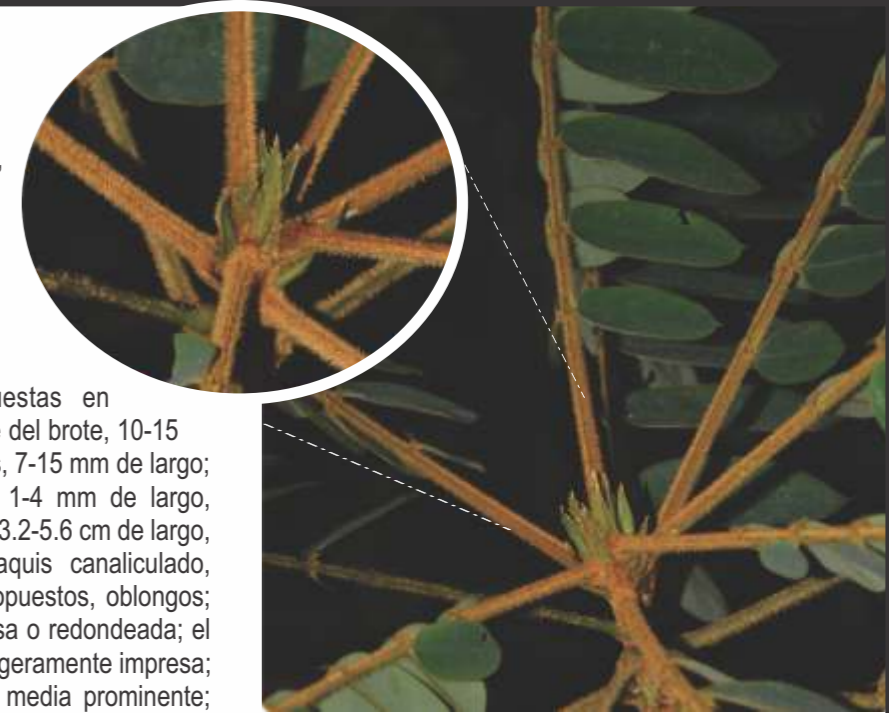 ,
uestas en
e del brote, 10-15
s, 7-15 mm de largo;
1-4 mm de largo,
3.2-5.6 cm de largo,
aquis canaliculado,
opuestos, oblongos;
sa o redondeada; el
geramente impresa;
media prominente;